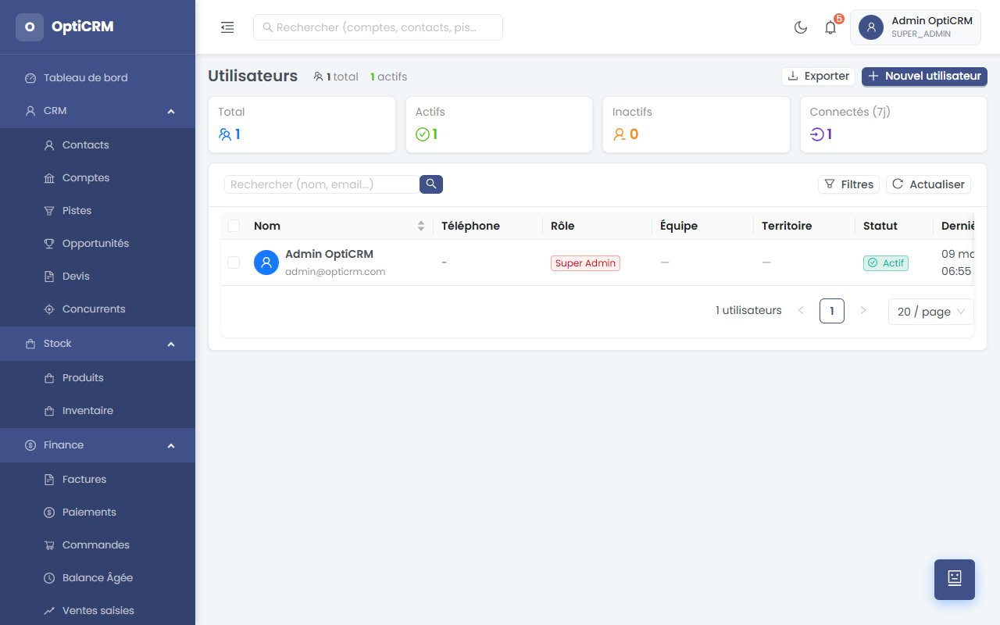 O OptiCRM
Rechercher (comptes, contacts, pis...
5
Admin OptiCRM
SUPER_ADMIN
Tableau de bord
CRM
Contacts
Comptes
Pistes
Opportunités
Devis
Concurrents
Stock
Produits
Inventaire
Finance
Factures
Paiements
Commandes
Balance Âgée
Ventes saisies
Utilisateurs 1 total 1 actifs
Exporter
Nouvel utilisateur
Total
1
Actifs
1
Inactifs
0
Connectés (7j)
1
Rechercher (nom, email...)
Filtres
Actualiser
Nom Téléphone Rôle Équipe Territoire Statut
Admin OptiCRM
admin@opticrm.com
- Super Admin — — Actif
09
06:55
1 utilisateurs 1 20 / page